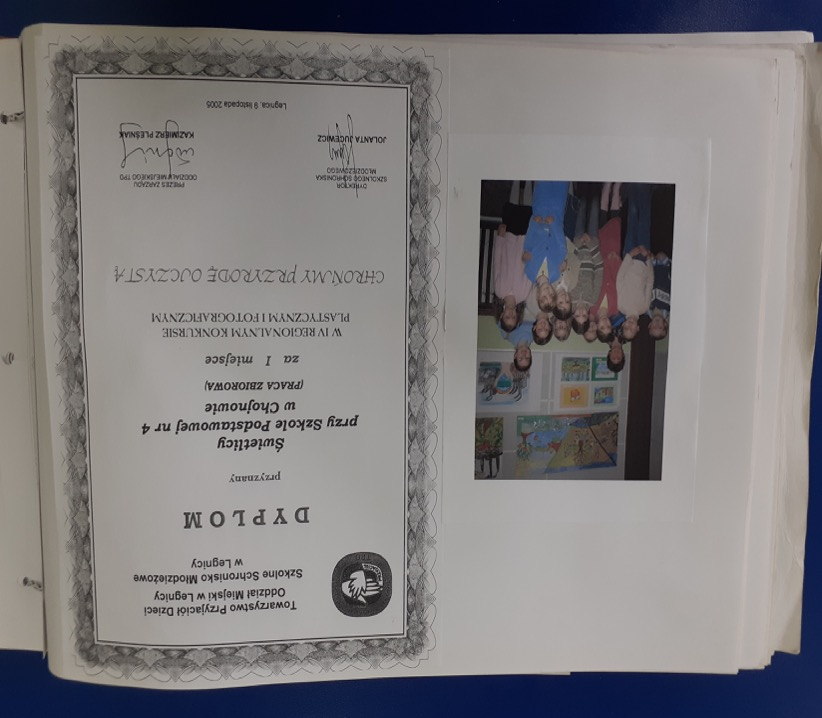 Towarzystwo Przyjaciół Dzieci
Oddział Miejski w Legnicy
Szkolne Schronisko Młodzieżowe
w Legnicy
DYPLOM
przyznany
Świetlicy
przy Szkole Podstawowej nr 4
w Chojnowie
(PRACA ZBIOROWA)
za I miejsce
W IV REGIONALNYM KONKURSIE
PLASTYCZNYM I FOTOGRAFICZNYM
CHROŃMY PRZYRODĘ OJCZYSTĄ
DYREKTOR
SZKOLNEGO SCHRONISKA
MŁODZIEŻOWEGO
JOLANTA JUCEWICZ
PREZES ZARZĄDU
ODDZIAŁ MIEJSKIEGO TPD
KAZIMIERZ PLEŚNIAK
Legnica, 9 listopada 2005